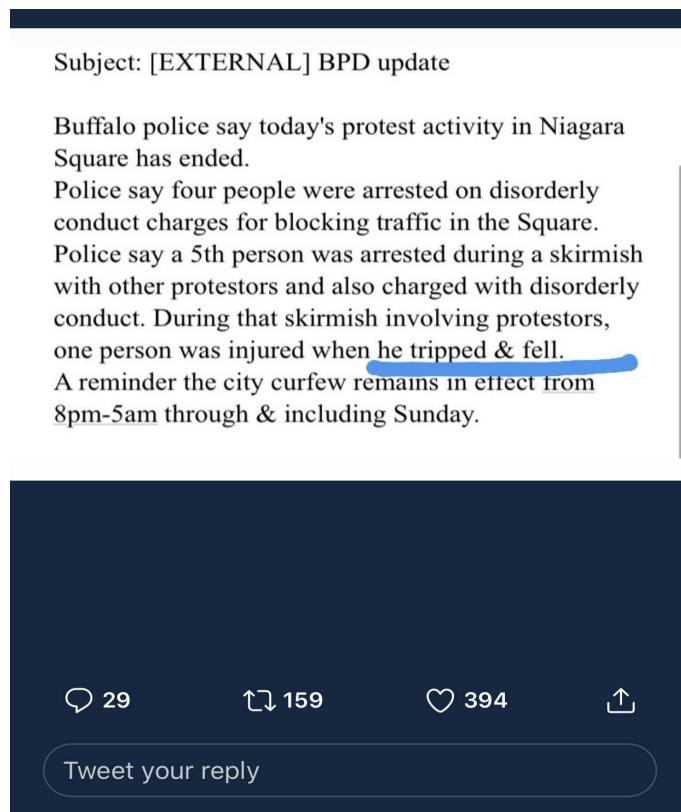 Subject: [EXTERNAL] BPD update
Buffalo police say today's protest activity in Niagara
Square has ended.
Police say four people were arrested on disorderly
conduct charges for blocking traffic in the Square.
Police say a 5th person was arrested during a skirmish
with other protestors and also charged with disorderly
conduct. During that skirmish involving protestors,
one person was injured when he tripped & fell.
A reminder the city curfew remains in effect from
8pm-5am through & including Sunday.
29 159 394
Tweet your reply